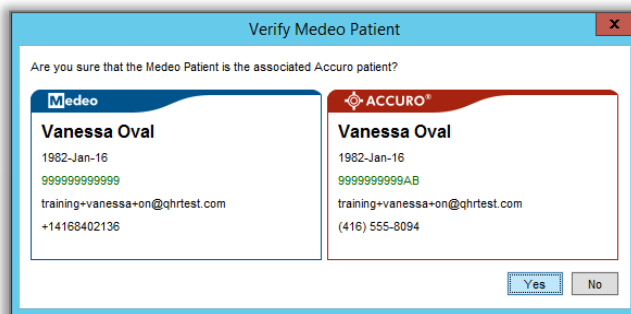 Verify Medeo Patient
x
Are you sure that the Medeo Patient is the associated Accuro patient?
Medeo
Vanessa Oval
1982-Jan-16
999999999999
training+vanessa+on@qhrtest.com
+14168402136
ACCURO®
Vanessa Oval
1982-Jan-16
9999999999AB
training+vanessa+on@qhrtest.com
(416) 555-8094
Yes
No